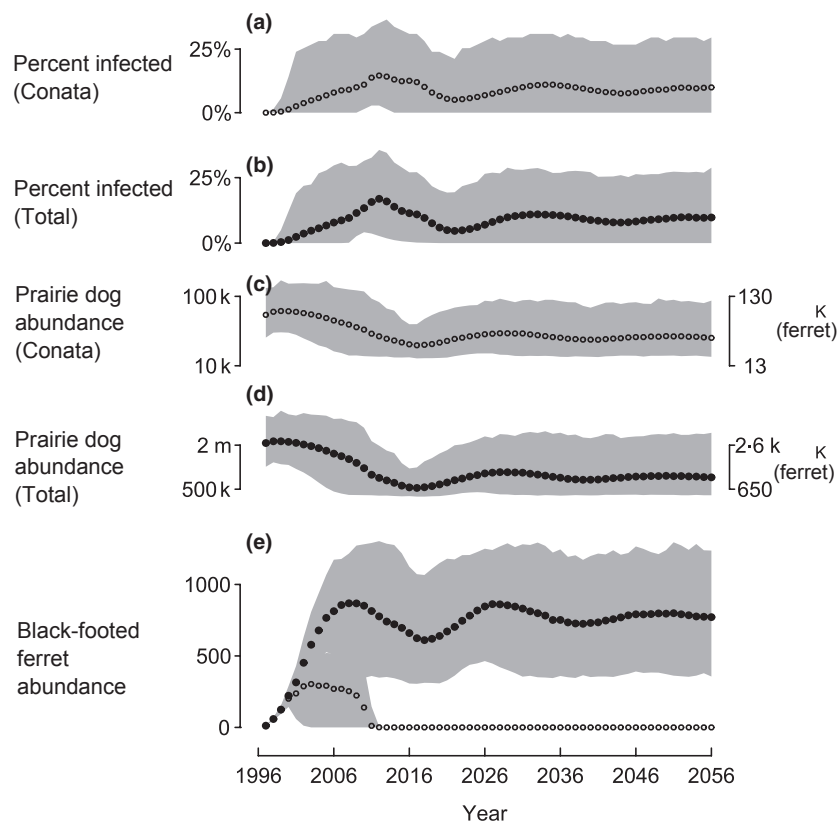 (a)
Percent infected
(Conata)
25%
0%
(b)
Percent infected
(Total)
25%
0%
(c)
Prairie dog
abundance
(Conata)
100 k
10 k
130
13
K
(ferret)
(d)
Prairie dog
abundance
(Total)
2 m
500 k
2·6 k
650
K
(ferret)
(e)
Black-footed
ferret
abundance
1000
500
0
1996 2006 2016 2026 2036 2046 2056
Year